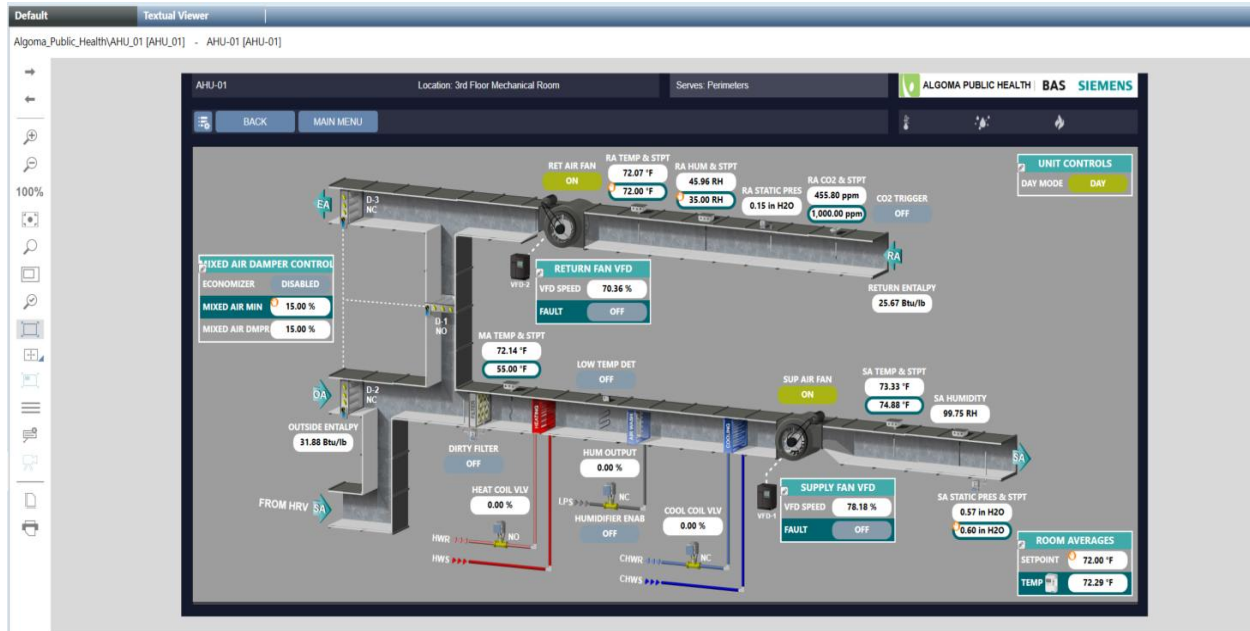 Default
Textual Viewer
Algoma_Public_Health\AHU_01 [AHU_01] - AHU-01 [AHU-01]
100%
AHU-01
Location: 3rd Floor Mechanical Room
Serves: Perimeters
ALGOMA PUBLIC HEALTH BAS SIEMENS
BACK
MAIN MENU
RET AIR FAN
ON
RA TEMP & STPT
72.07 °F
72.00 °F
RA HUM & STPT
45.96 RH
35.00 RH
RA STATIC PRES
0.15 in H2O
RA CO2 & STPT
455.80 ppm
1,000.00 ppm
CO2 TRIGGER
OFF
UNIT CONTROLS
DAY MODE DAY
EA
D-3
NC
RA
RETURN ENTALPY
25.67 Btu/lb
VFD-2
RETURN FAN VFD
VFD SPEED 70.36 %
FAULT OFF
MIXED AIR DAMPER CONTROL
ECONOMIZER DISABLED
MIXED AIR MIN 15.00 %
MIXED AIR DMPR 15.00 %
D-1
NO
MA TEMP & STPT
72.14 °F
55.00 °F
LOW TEMP DET
OFF
SUP AIR FAN
ON
SA TEMP & STPT
73.33 °F
74.88 °F
SA HUMIDITY
99.75 RH
OA
D-2
NC
OUTSIDE ENTALPY
31.88 Btu/lb
HEATING
AIR WASH
COOLING
SA
DIRTY FILTER
OFF
HUM OUTPUT
0.00 %
HEAT COIL VLV
0.00 %
LPS
NC
HUMIDIFIER ENAB
OFF
COOL COIL VLV
0.00 %
FROM HRV SA
HWR
NO
HWS
CHWR
NC
CHWS
VFD-1
SUPPLY FAN VFD
VFD SPEED 78.18 %
FAULT OFF
SA STATIC PRES & STPT
0.57 in H2O
0.60 in H2O
ROOM AVERAGES
SETPOINT 72.00 °F
TEMP 72.29 °F